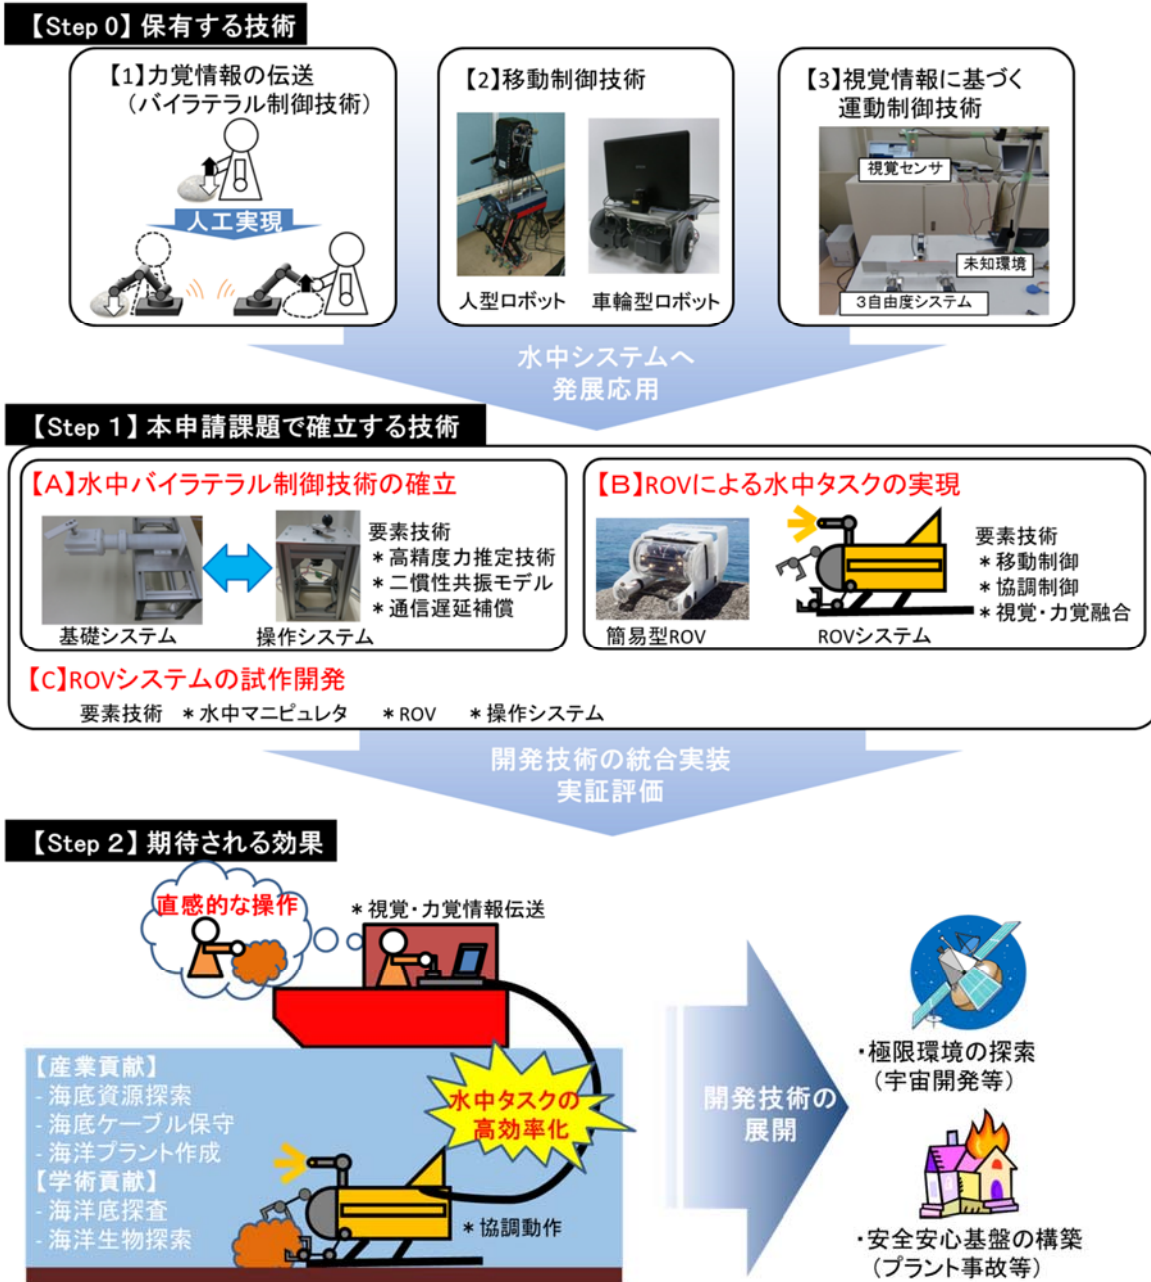 【Step 0】保有する技術
【1】力覚情報の伝送
（バイラテラル制御技術）
人工実現
【2】移動制御技術
人型ロボット
車輪型ロボット
【3】視覚情報に基づく
運動制御技術
視覚センサ
未知環境
3自由度システム
水中システムへ
発展応用
【Step 1】本申請課題で確立する技術
【A】水中バイラテラル制御技術の確立
要素技術
＊高精度力推定技術
＊二慣性共振モデル
＊通信遅延補償
基礎システム
操作システム
【B】ROVによる水中タスクの実現
要素技術
＊移動制御
＊協調制御
＊視覚・力覚融合
簡易型ROV
ROVシステム
【C】ROVシステムの試作開発
要素技術 ＊水中マニピュレタ ＊ROV ＊操作システム
開発技術の統合実装
実証評価
【Step 2】期待される効果
直感的な操作
＊視覚・力覚情報伝送
【産業貢献】
- 海底資源探索
- 海底ケーブル保守
- 海洋プラント作成
【学術貢献】
- 海洋底探査
- 海洋生物探索
水中タスクの
高効率化
＊協調動作
開発技術の
展開
・極限環境の探索
（宇宙開発等）
・安全安心基盤の構築
（プラント事故等）